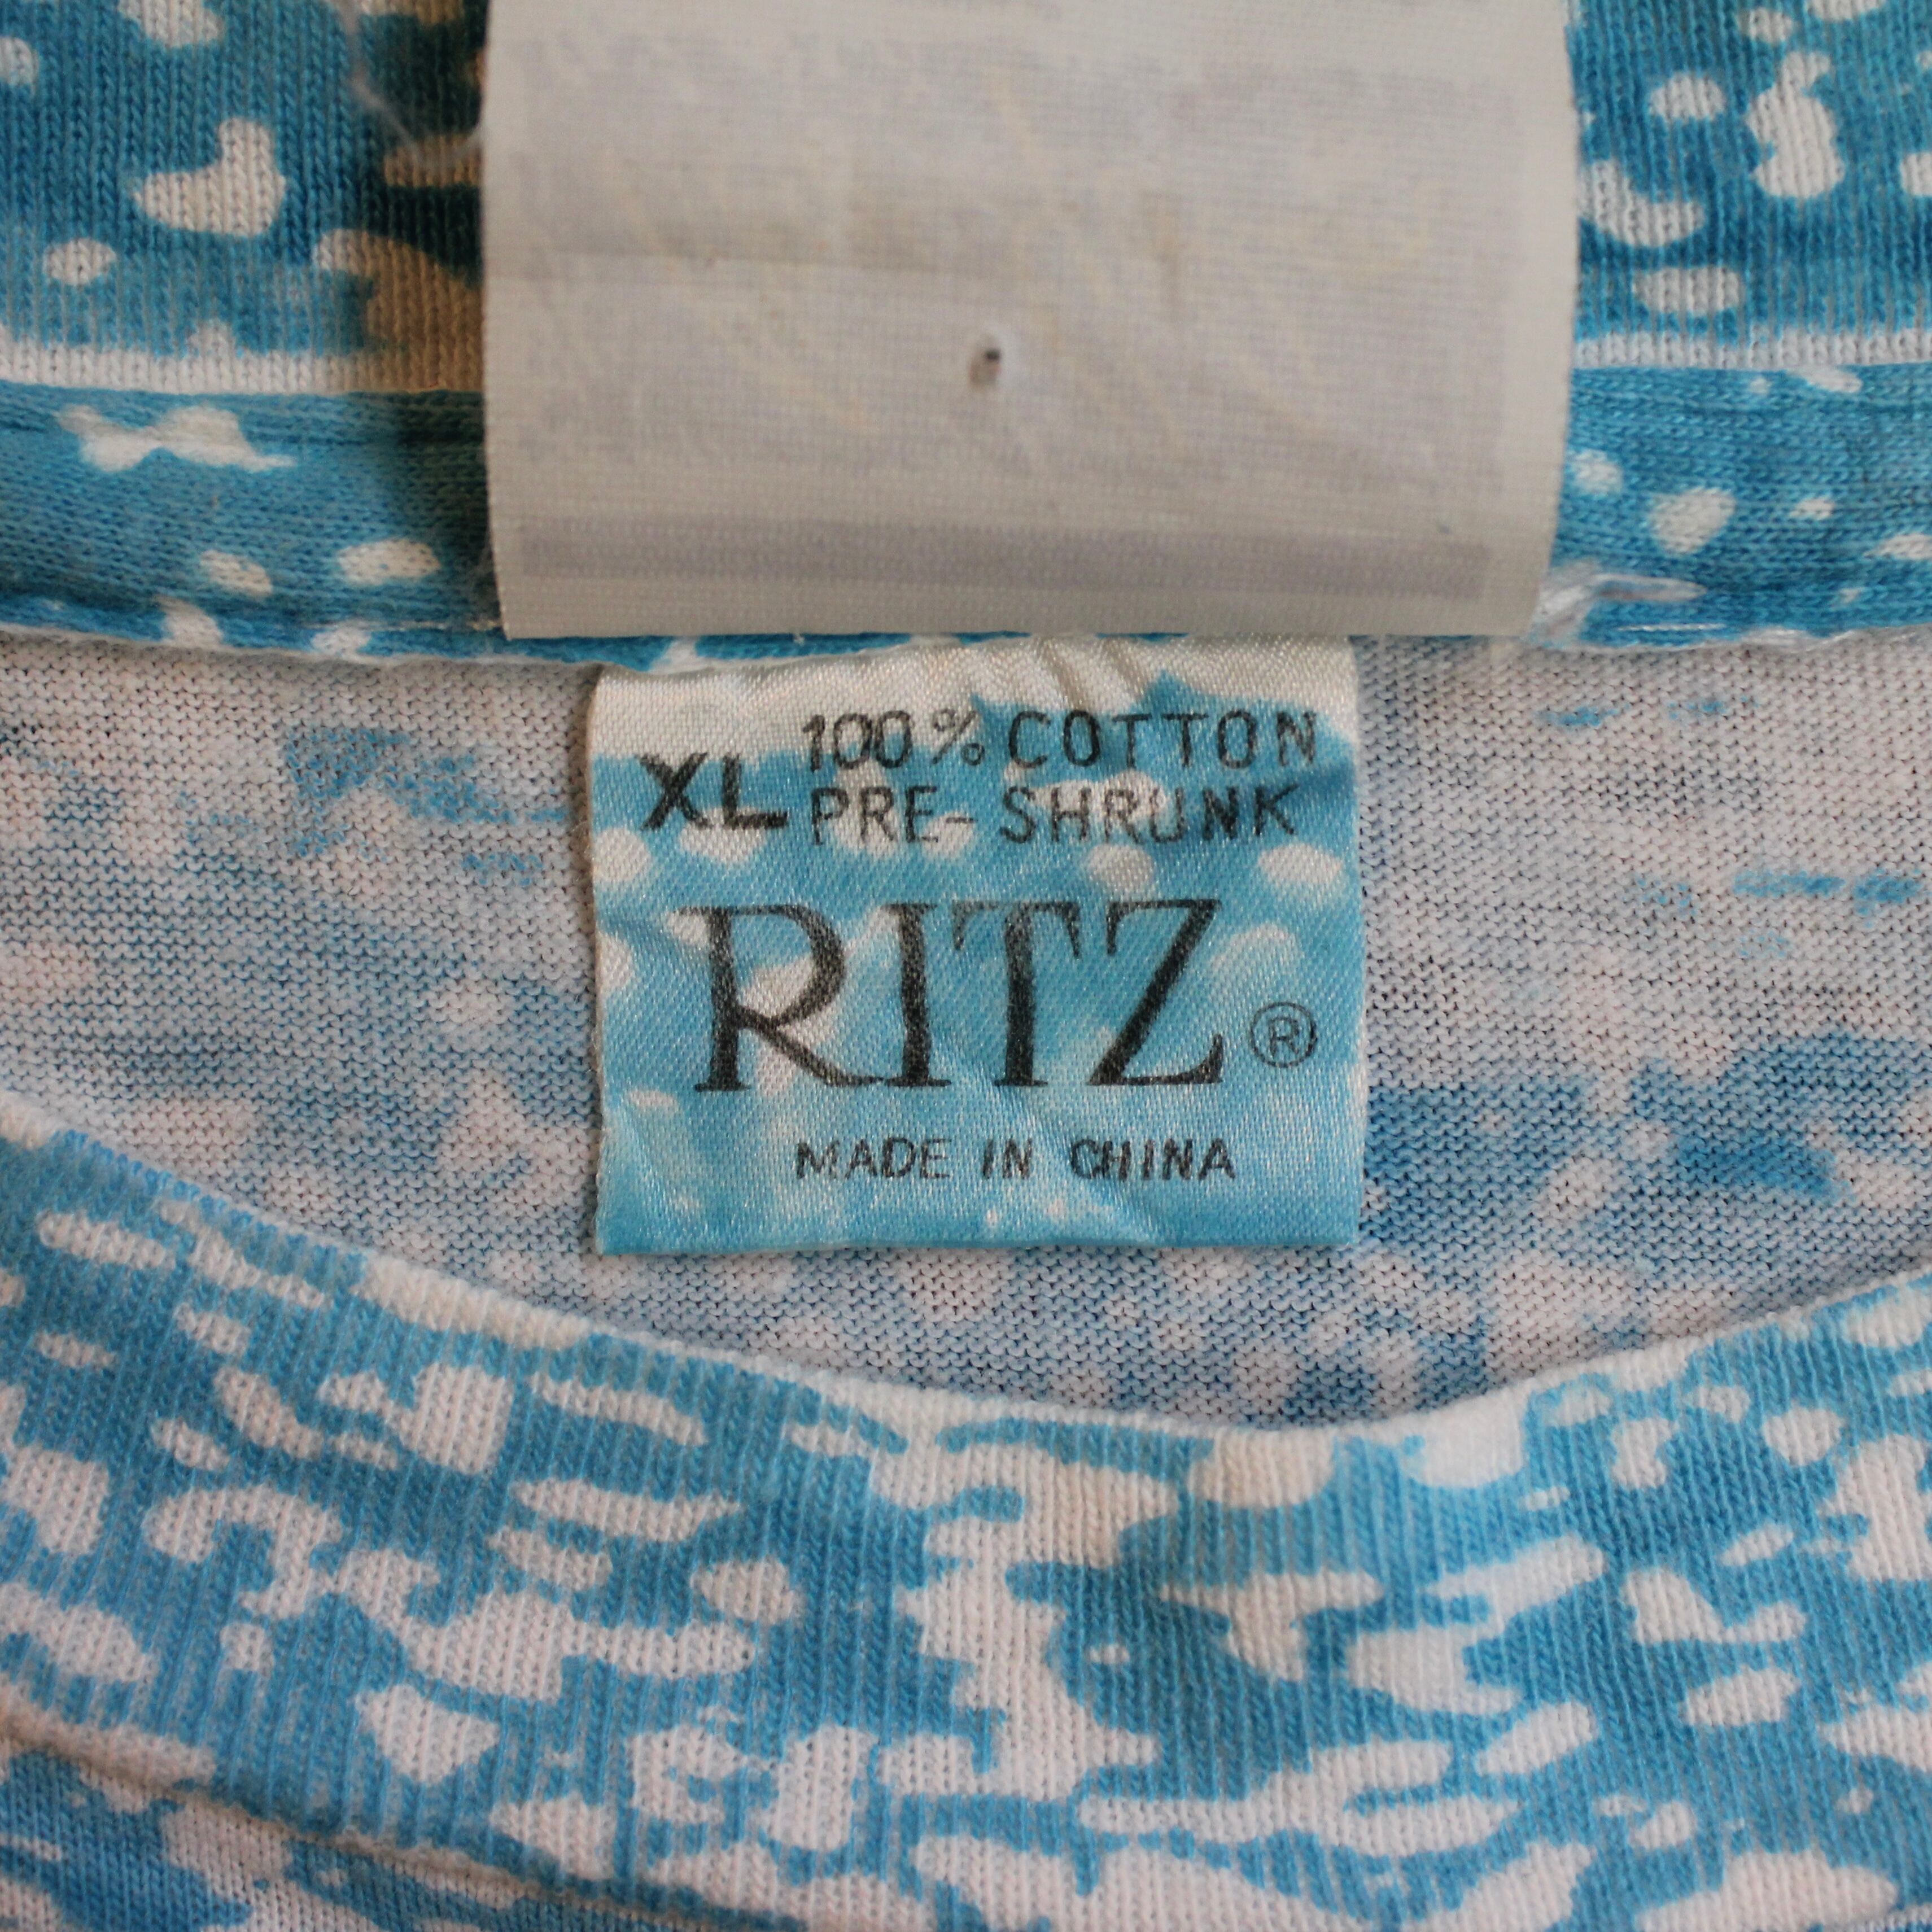 XL 100% COTTON
PRE-SHRUNK
RITZ®
MADE IN CHINA